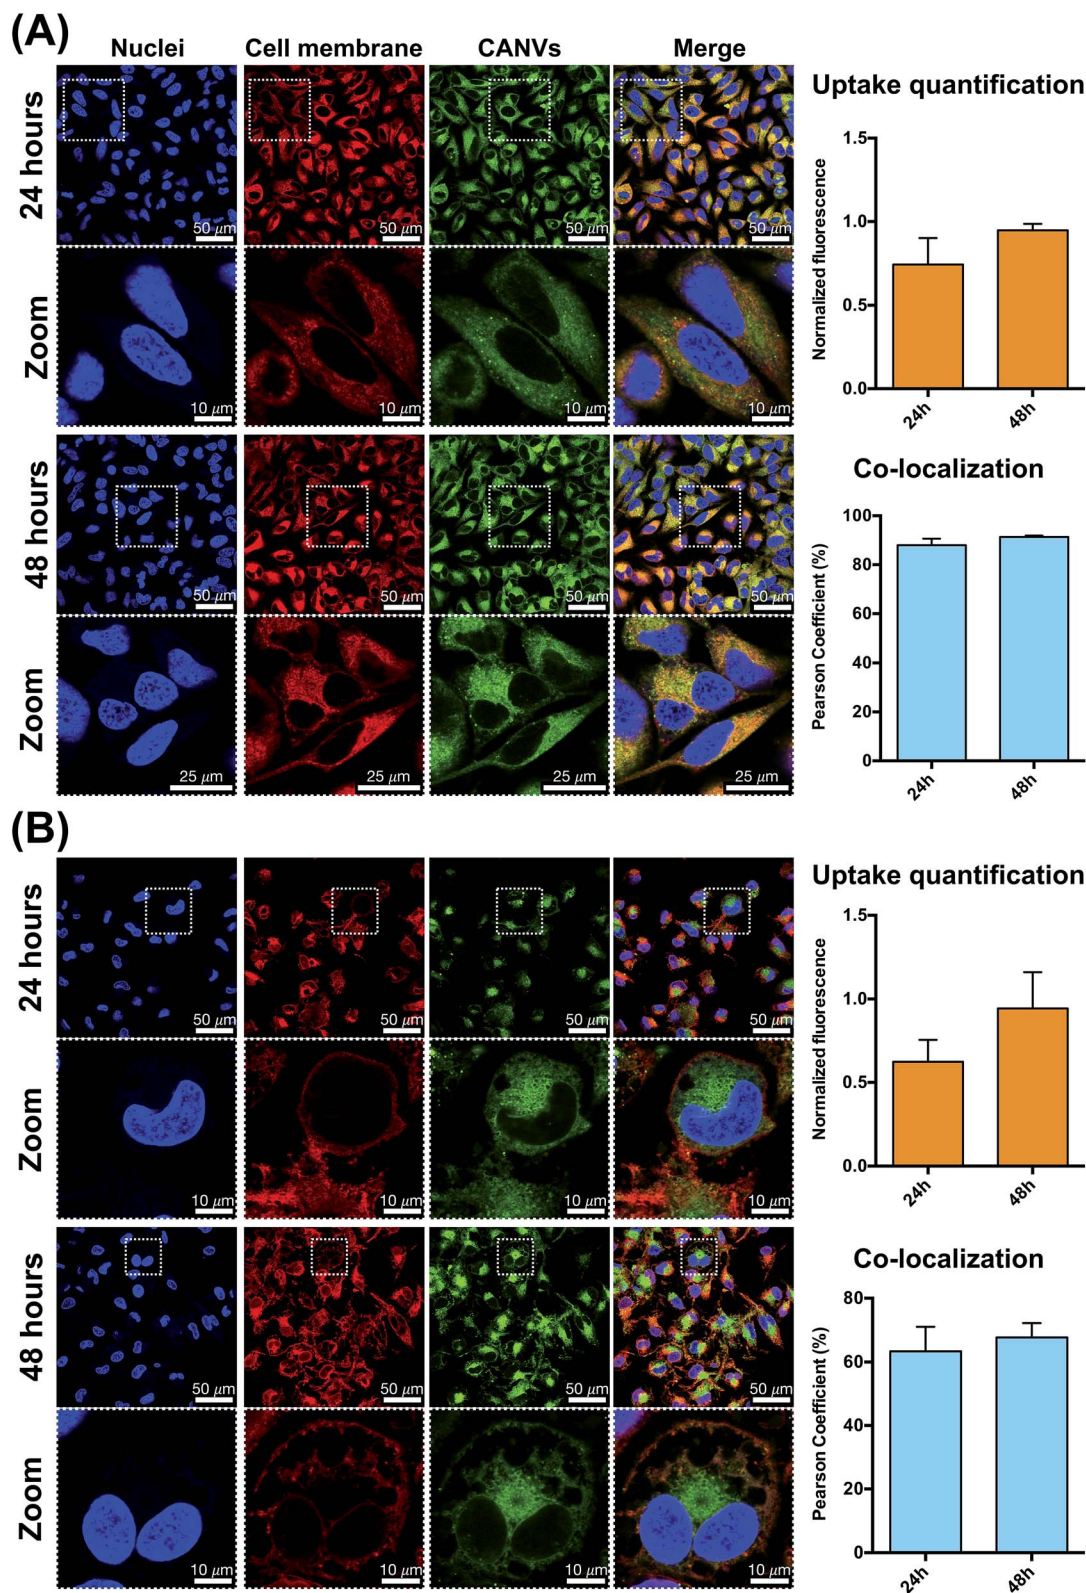 (A)
Nuclei Cell membrane CANVs Merge
24 hours
50 μm 50 μm 50 μm 50 μm
Zoom
10 μm 10 μm 10 μm 10 μm
48 hours
50 μm 50 μm 50 μm 50 μm
Zoom
25 μm 25 μm 25 μm 25 μm
Uptake quantification
Normalized fluorescence
1.5
1.0
0.5
0.0
24h 48h
Co-localization
Pearson Coefficient (%)
100
80
60
40
20
0
24h 48h
(B)
24 hours
50 μm 50 μm 50 μm 50 μm
Zoom
10 μm 10 μm 10 μm 10 μm
48 hours
50 μm 50 μm 50 μm 50 μm
Zoom
10 μm 10 μm 10 μm 10 μm
Uptake quantification
Normalized fluorescence
1.5
1.0
0.5
0.0
24h 48h
Co-localization
Pearson Coefficient (%)
80
60
40
20
0
24h 48h